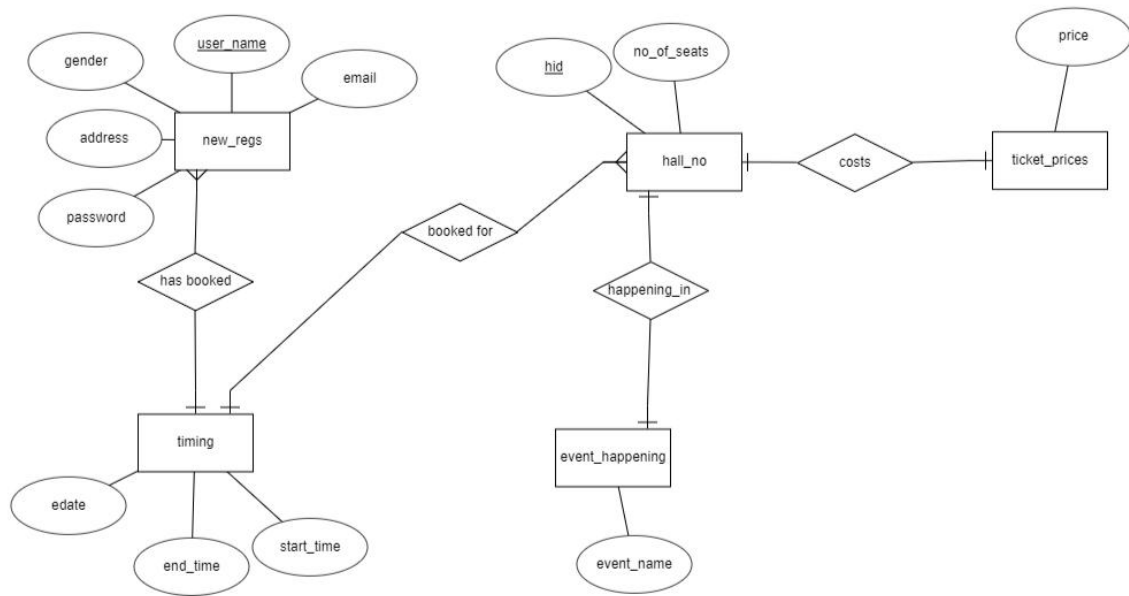 user_name
gender
email
new_regs
address
password
has booked
timing
edate
end_time
start_time
booked for
hid
no_of_seats
hall_no
happening_in
event_happening
event_name
costs
price
ticket_prices